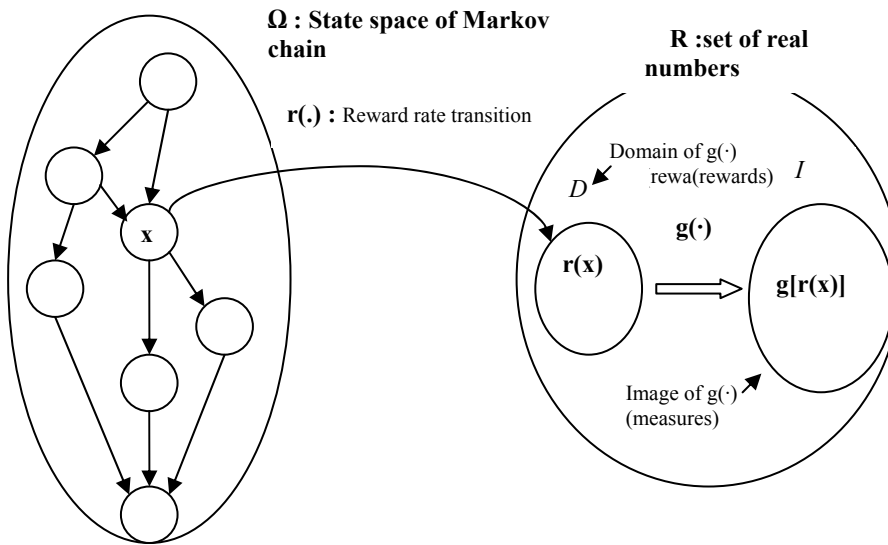 Ω : State space of Markov
chain
R :set of real
numbers
r(.) : Reward rate transition
Domain of g(·)
rewa(rewards)
D
I
g(·)
x
r(x)
g[r(x)]
Image of g(·)
(measures)